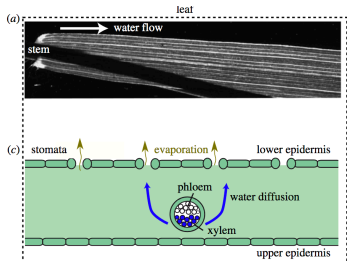 leaf
(a)
water flow
stem
(c)
stomata
evaporation
lower epidermis
phloem
water diffusion
xylem
upper epidermis